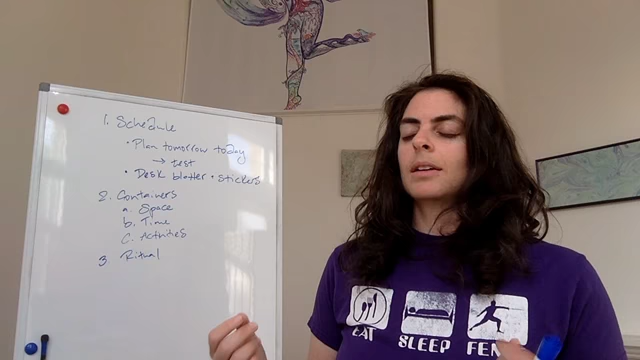 1. Schedule
• Plan tomorrow today
→ test
• Desk blotter • stickers
2. Containers
a. Space
b. Time
c. Activities
3. Ritual
EAT SLEEP FEN